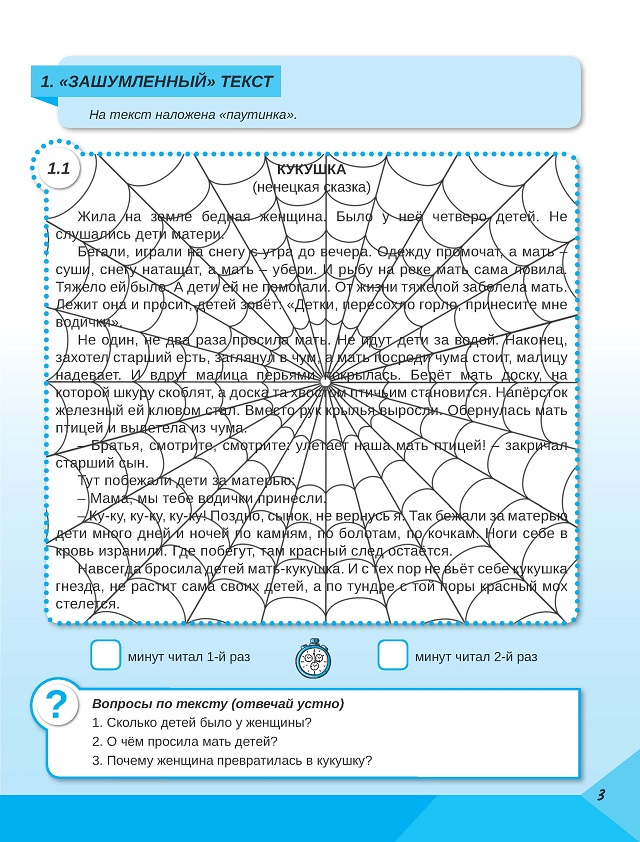 1. «ЗАШУМЛЕННЫЙ» ТЕКСТ
На текст наложена «паутинка».
1.1
КУКУШКА
(ненецкая сказка)
Жила на земле бедная женщина. Было у неё четверо детей. Не
слушались дети матери.
Бегали, играли на снегу с утра до вечера. Одежду промочат, а мать –
суши, снегу натащат, а мать – убери. И рыбу на реке мать сама ловила.
Тяжело ей было. А дети ей не помогали. От жизни тяжёлой заболела мать.
Лежит она и просит, детей зовёт: «Детки, пересохло горло, принесите мне
водички».
Не один, не два раза просила мать. Не идут дети за водой. Наконец,
захотел старший есть, заглянул в чум, а мать посреди чума стоит, малицу
надевает. И вдруг малица перьями покрылась. Берёт мать доску, на
которой шкуру скоблят, а доска та хвостом птичьим становится. Напёрсток
железный ей клювом стал. Вместо рук крылья выросли. Обернулась мать
птицей и вылетела из чума.
– Братья, смотрите, смотрите: улетает наша мать птицей! – закричал
старший сын.
Тут побежали дети за матерью:
– Мама, мы тебе водички принесли.
– Ку-ку, ку-ку, ку-ку! Поздно, сынок, не вернусь я. Так бежали за матерью
дети много дней и ночей по камням, по болотам, по кочкам. Ноги себе в
кровь изранили. Где побегут, там красный след остаётся.
Навсегда бросила детей мать-кукушка. И с тех пор не вьёт себе кукушка
гнезда, не растит сама своих детей, а по тундре с той поры красный мох
стелется.
минут читал 1-й раз
минут читал 2-й раз
?
Вопросы по тексту (отвечай устно)
1. Сколько детей было у женщины?
2. О чём просила мать детей?
3. Почему женщина превратилась в кукушку?
3